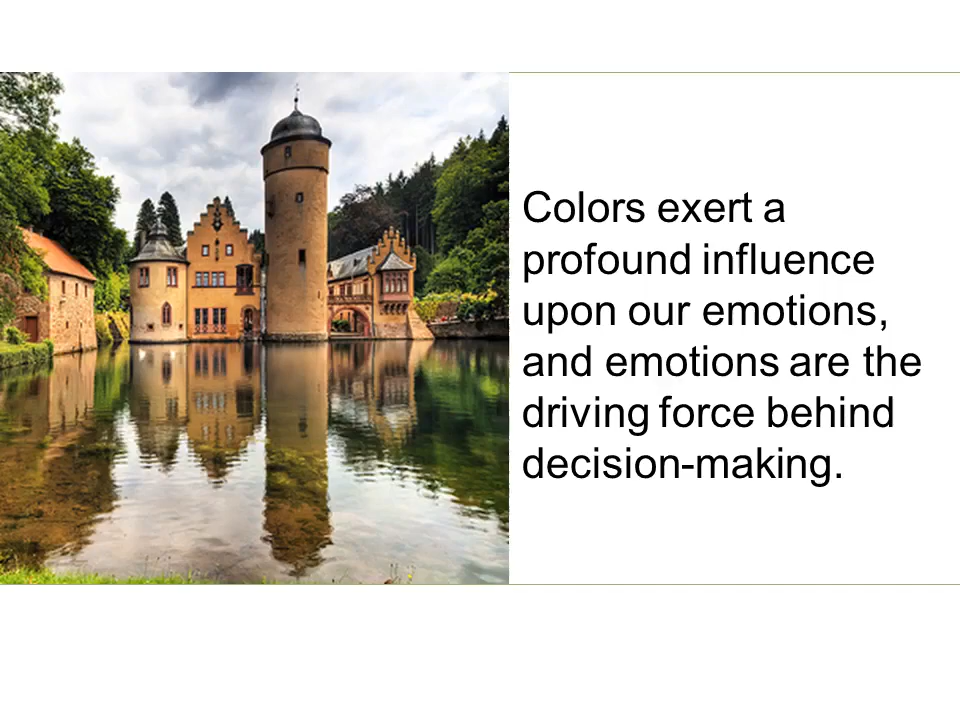 Colors exert a
profound influence
upon our emotions,
and emotions are the
driving force behind
decision-making.